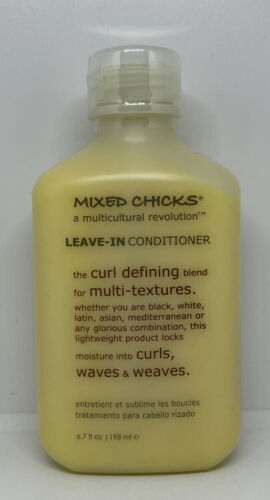 MIXED CHICKS®
a multicultural revolution™
LEAVE-IN CONDITIONER
the curl defining blend
for multi-textures.
whether you are black, white,
latin, asian, mediterranean or
any glorious combination, this
lightweight product locks
moisture into curls,
waves & weaves.
entretient et sublime les boucles
tratamiento para cabello rizado
6.7 fl oz | 198 ml e